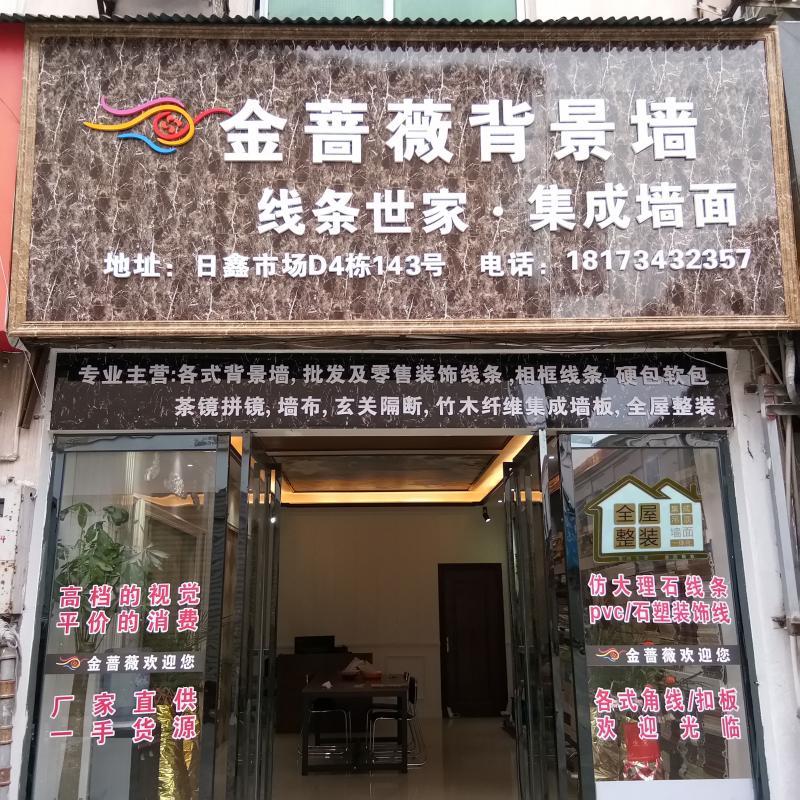 金蔷薇背景墙
线条世家·集成墙面
地址：日鑫市场D4栋143号 电话：18173432357
专业主营:各式背景墙,批发及零售装饰线条,相框线条.硬包软包
茶镜拼镜,墙布,玄关隔断,竹木纤维集成墙板,全屋整装
高档的视觉
平价的消费
金蔷薇欢迎您
厂家直供
一手货源
全屋
整装
墙面
仿大理石线条
pvc/石塑装饰线
金蔷薇欢迎您
各式角线/扣板
欢迎光临